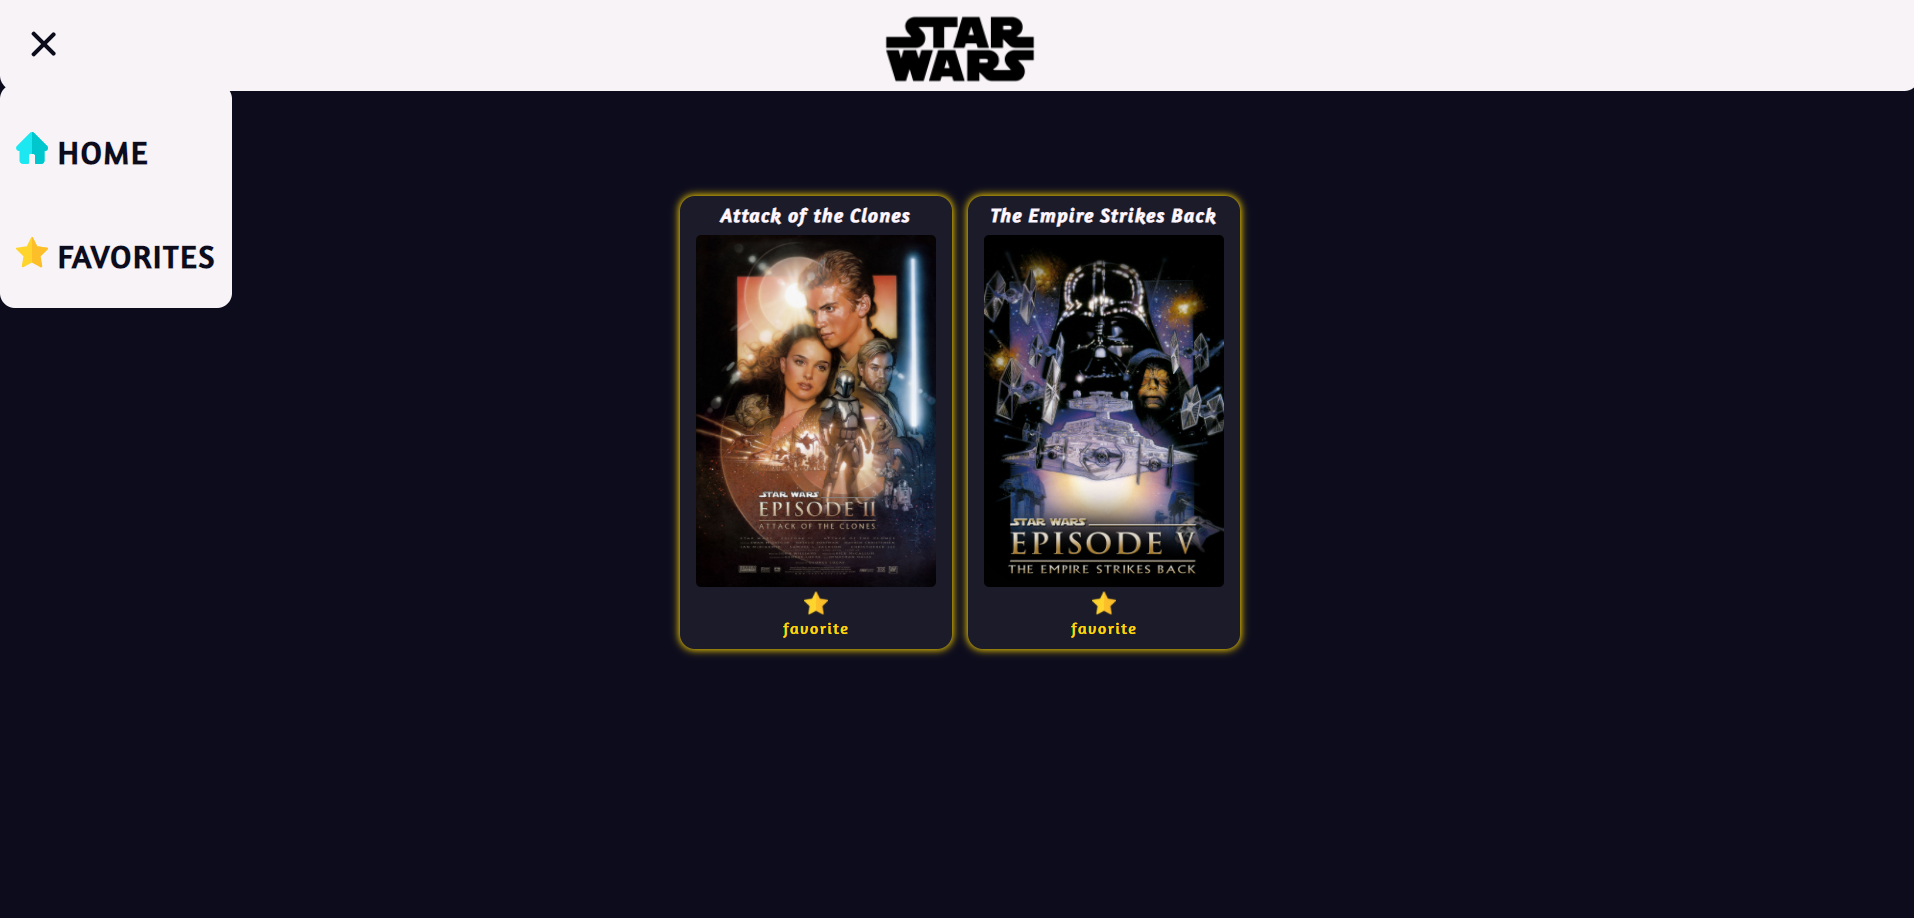 STAR
WARS
HOME
FAVORITES
Attack of the Clones
The Empire Strikes Back
STAR WARS
EPISODE II
ATTACK OF THE CLONES
STAR WARS
EPISODE V
THE EMPIRE STRIKES BACK
favorite
favorite